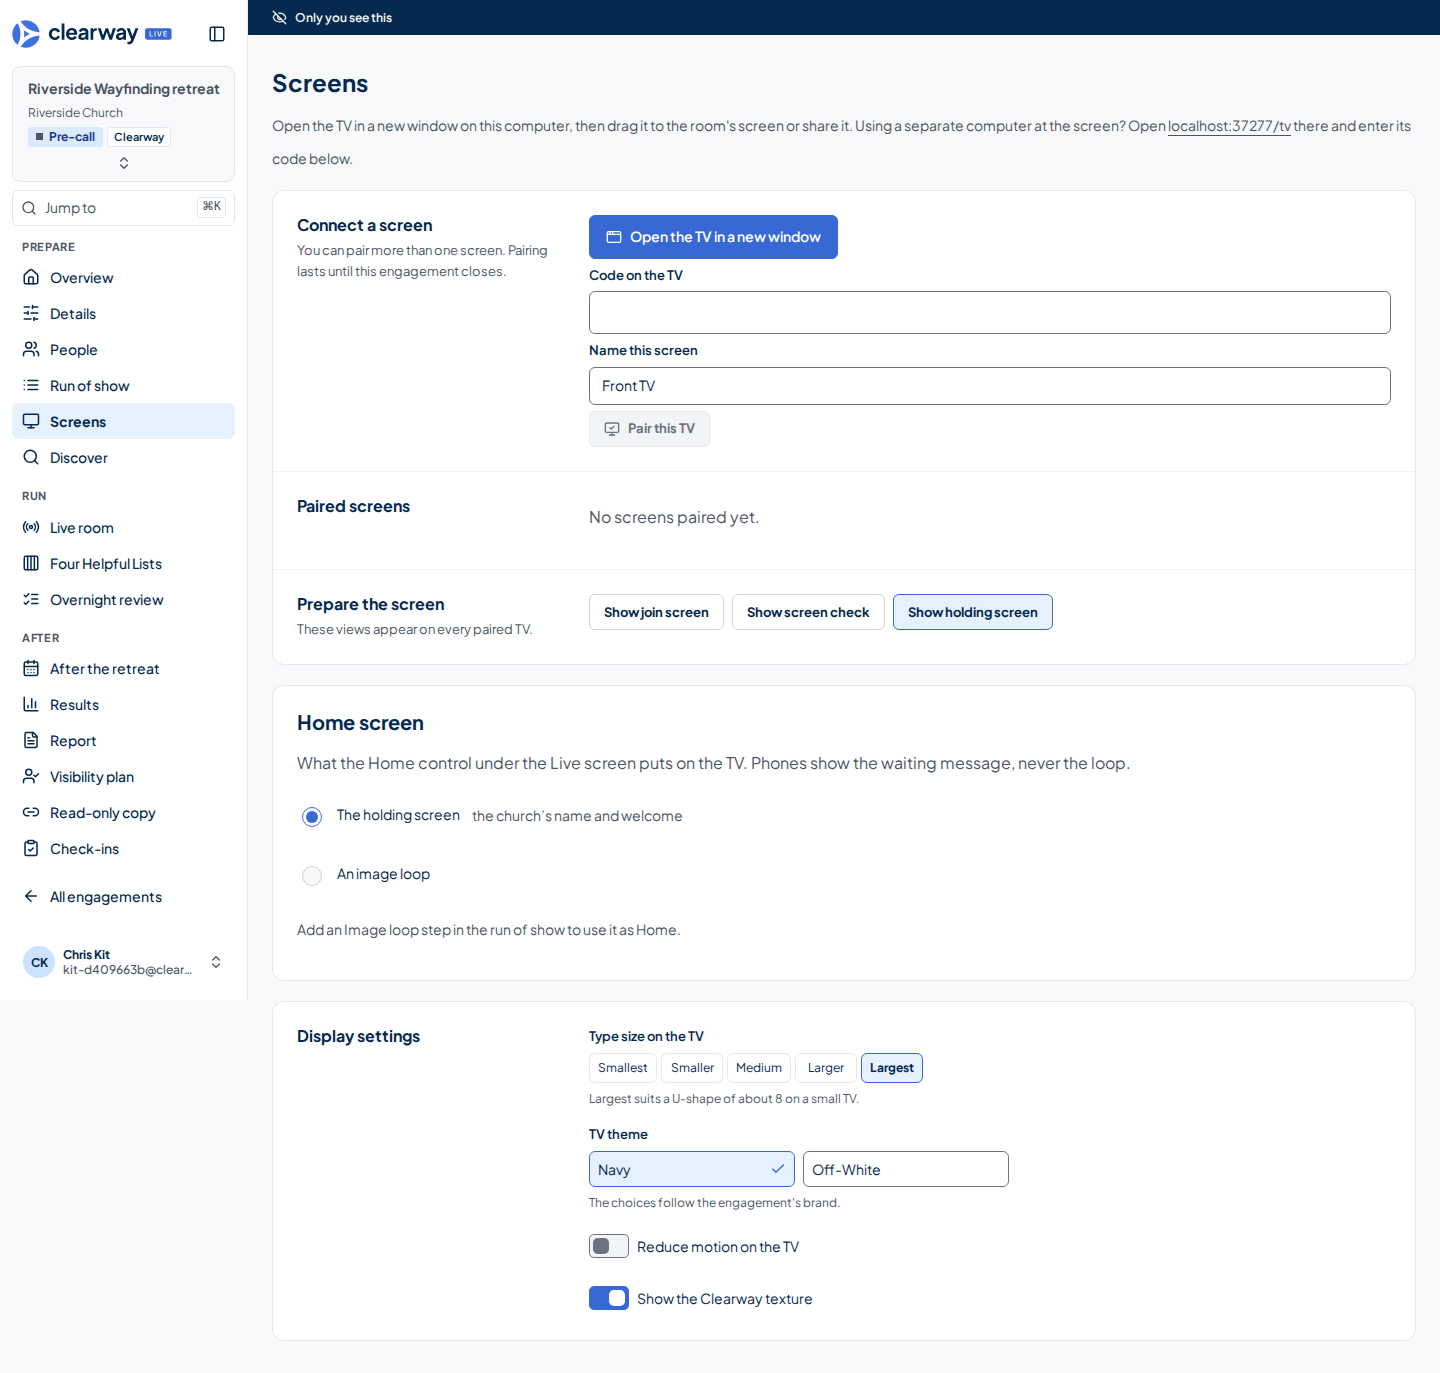 clearway LIVE
Only you see this
Riverside Wayfinding retreat
Riverside Church
Pre-call
Clearway
Jump to
⌘K
PREPARE
Overview
Details
People
Run of show
Screens
Discover
RUN
Live room
Four Helpful Lists
Overnight review
AFTER
After the retreat
Results
Report
Visibility plan
Read-only copy
Check-ins
All engagements
CK
Chris Kit
kit-d409663b@clear...
Screens
Open the TV in a new window on this computer, then drag it to the room's screen or share it. Using a separate computer at the screen? Open localhost:37277/tv there and enter its
code below.
Connect a screen
You can pair more than one screen. Pairing
lasts until this engagement closes.
Open the TV in a new window
Code on the TV
Name this screen
Front TV
Pair this TV
Paired screens
No screens paired yet.
Prepare the screen
These views appear on every paired TV.
Show join screen
Show screen check
Show holding screen
Home screen
What the Home control under the Live screen puts on the TV. Phones show the waiting message, never the loop.
The holding screen the church's name and welcome
An image loop
Add an Image loop step in the run of show to use it as Home.
Display settings
Type size on the TV
Smallest
Smaller
Medium
Larger
Largest
Largest suits a U-shape of about 8 on a small TV.
TV theme
Navy
Off-White
The choices follow the engagement's brand.
Reduce motion on the TV
Show the Clearway texture